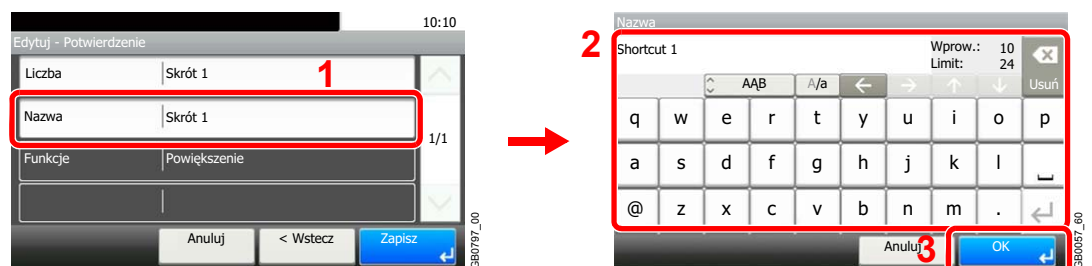 10:10
Edytuj - Potwierdzenie
Liczba Skrót 1
1
Nazwa Skrót 1
1/1
Funkcje Powiększenie
Anuluj < Wstecz Zapisz
GB0797_00
Nazwa
2
Shortcut 1 Wprow.: 10
Limit: 24
AĄB A/a Usuń
q w e r t y u i o p
a s d f g h j k l
@ z x c v b n m .
Anuluj 3 OK
GB0057_60